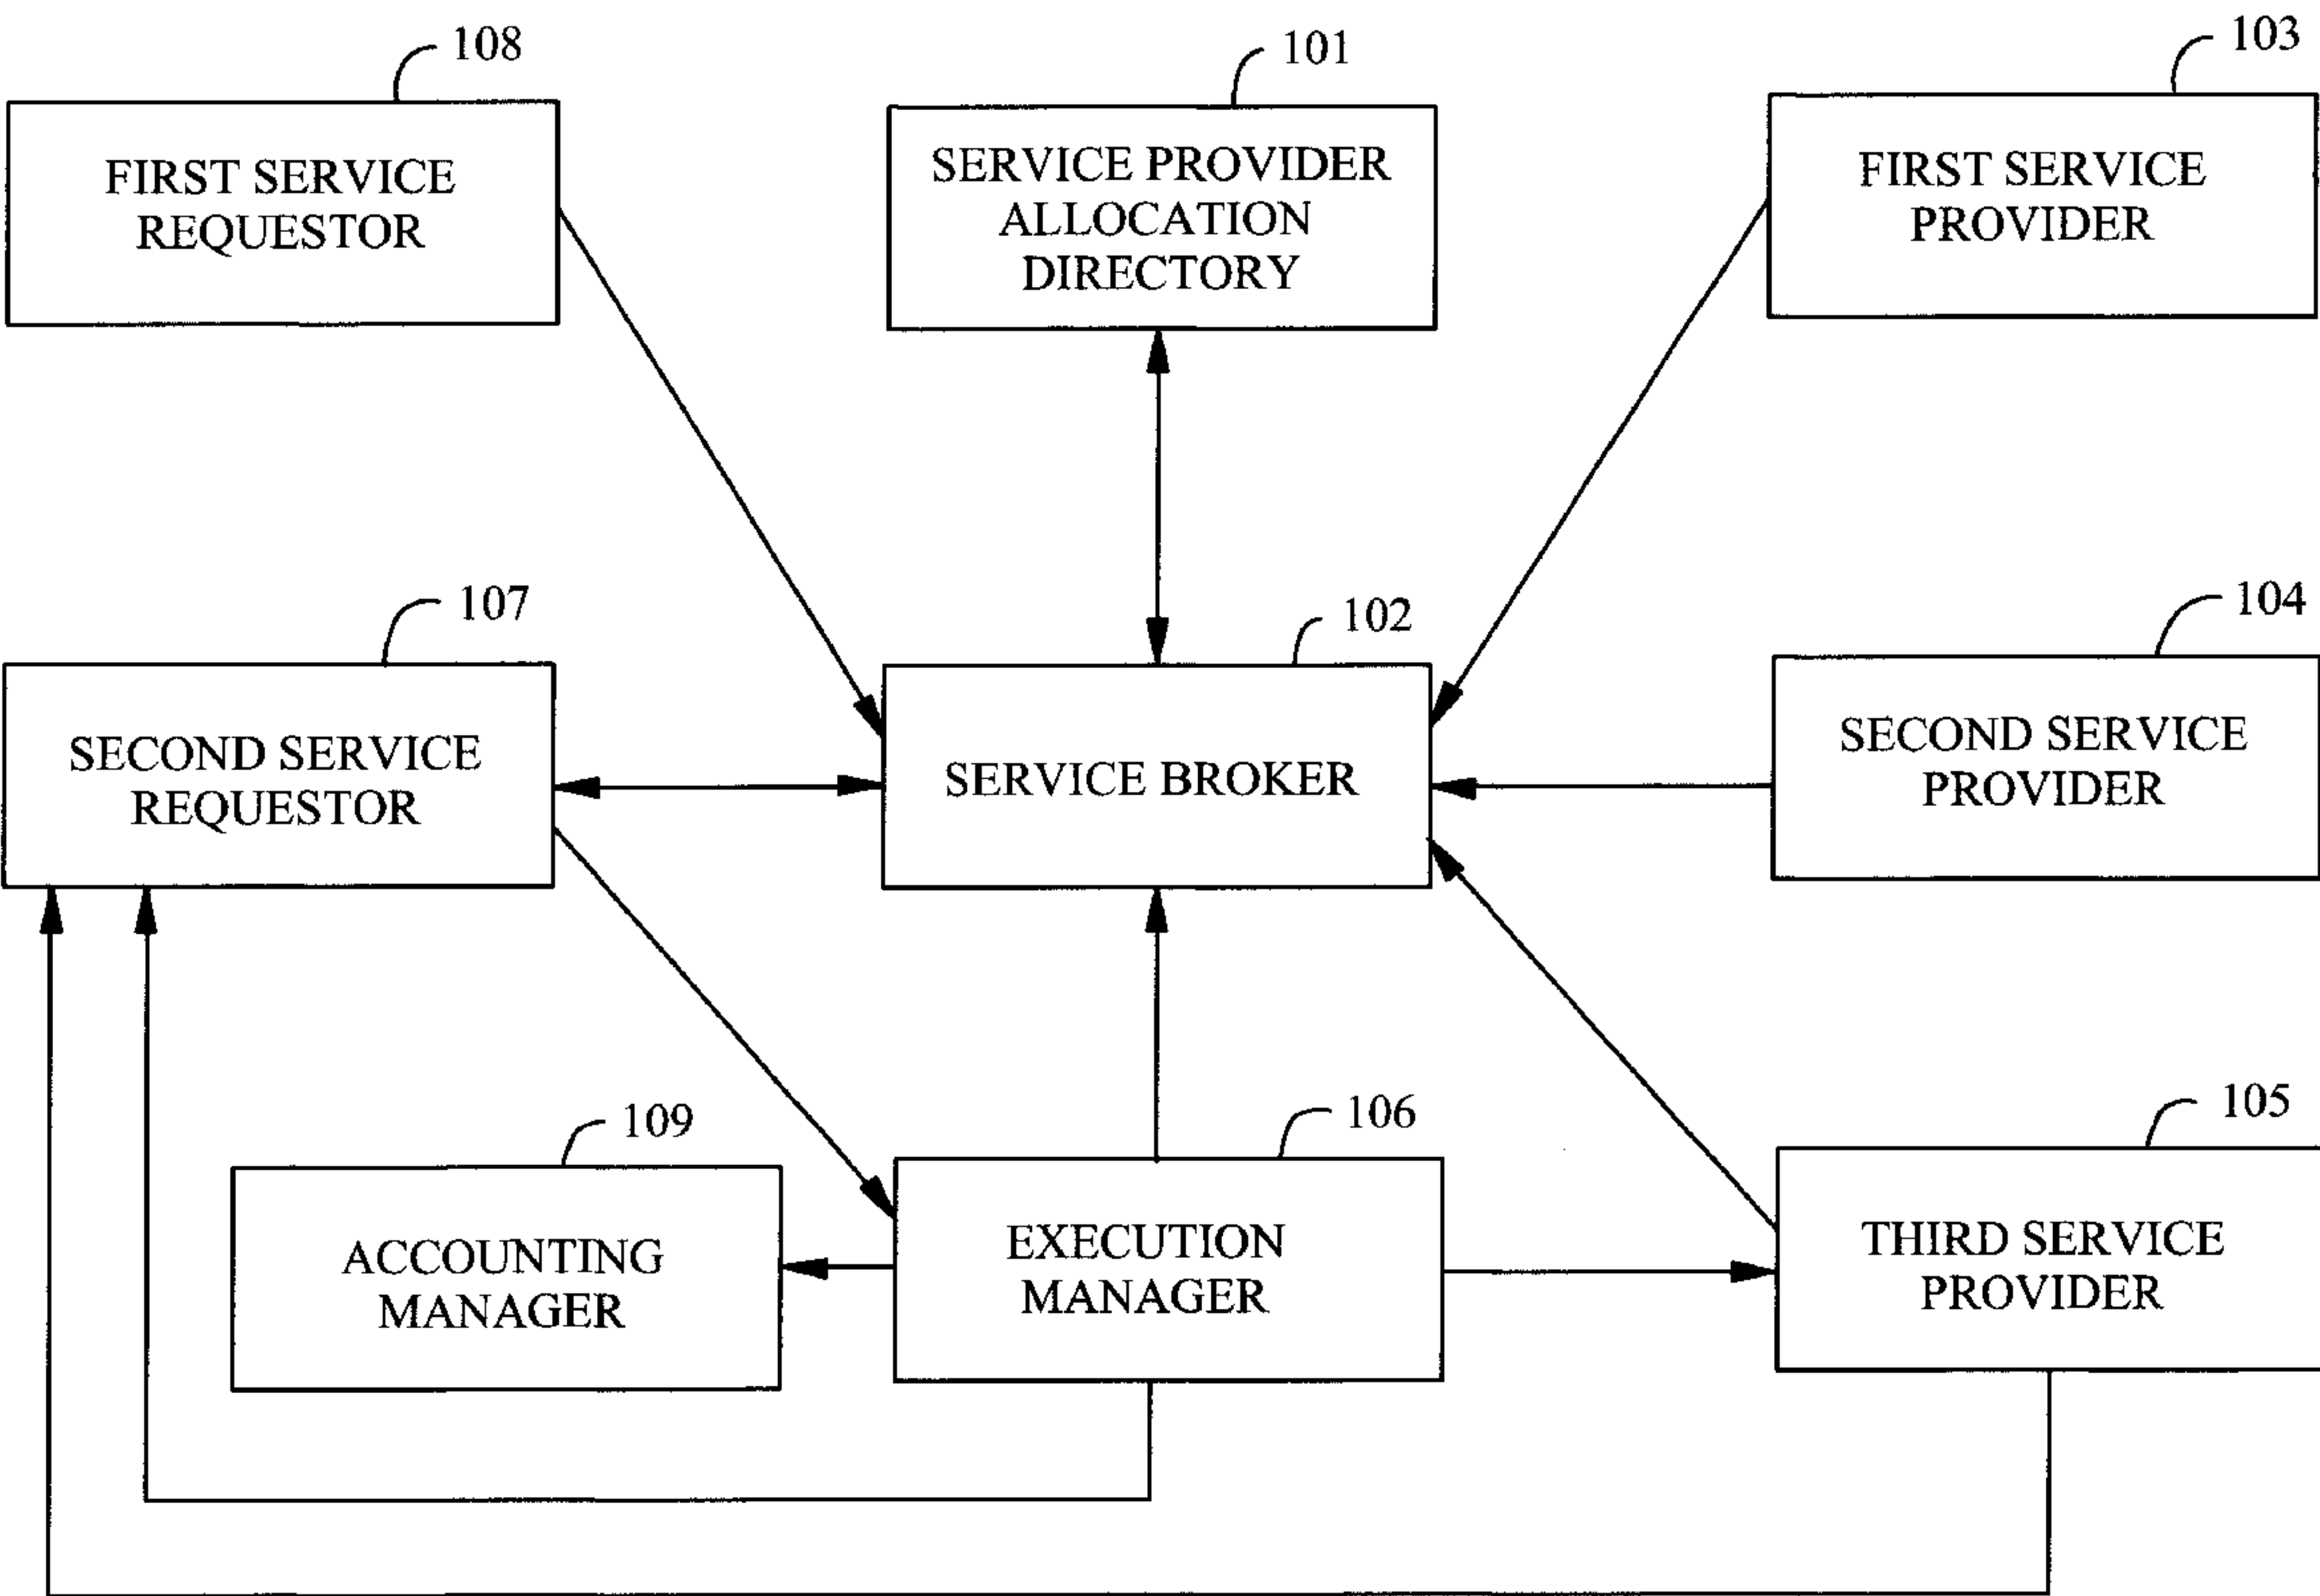 108
101
103
FIRST SERVICE
REQUESTOR
SERVICE PROVIDER
ALLOCATION
DIRECTORY
FIRST SERVICE
PROVIDER
107
102
104
SECOND SERVICE
REQUESTOR
SERVICE BROKER
SECOND SERVICE
PROVIDER
109
106
105
ACCOUNTING
MANAGER
EXECUTION
MANAGER
THIRD SERVICE
PROVIDER